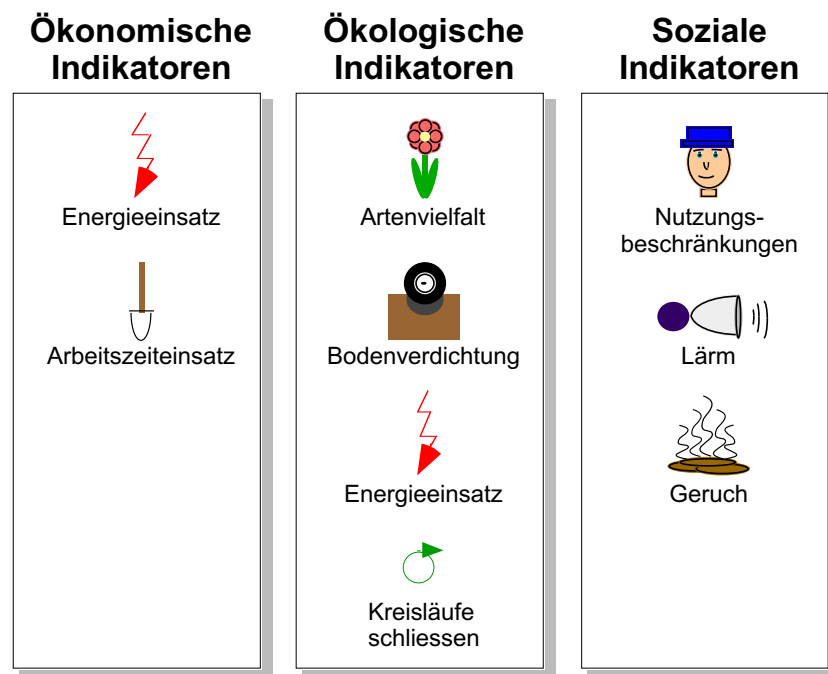 Ökonomische
Indikatoren
Energieeinsatz
Arbeitszeiteinsatz
Ökologische
Indikatoren
Artenvielfalt
Bodenverdichtung
Energieeinsatz
Kreisläufe
schliessen
Soziale
Indikatoren
Nutzungs-
beschränkungen
Lärm
Geruch